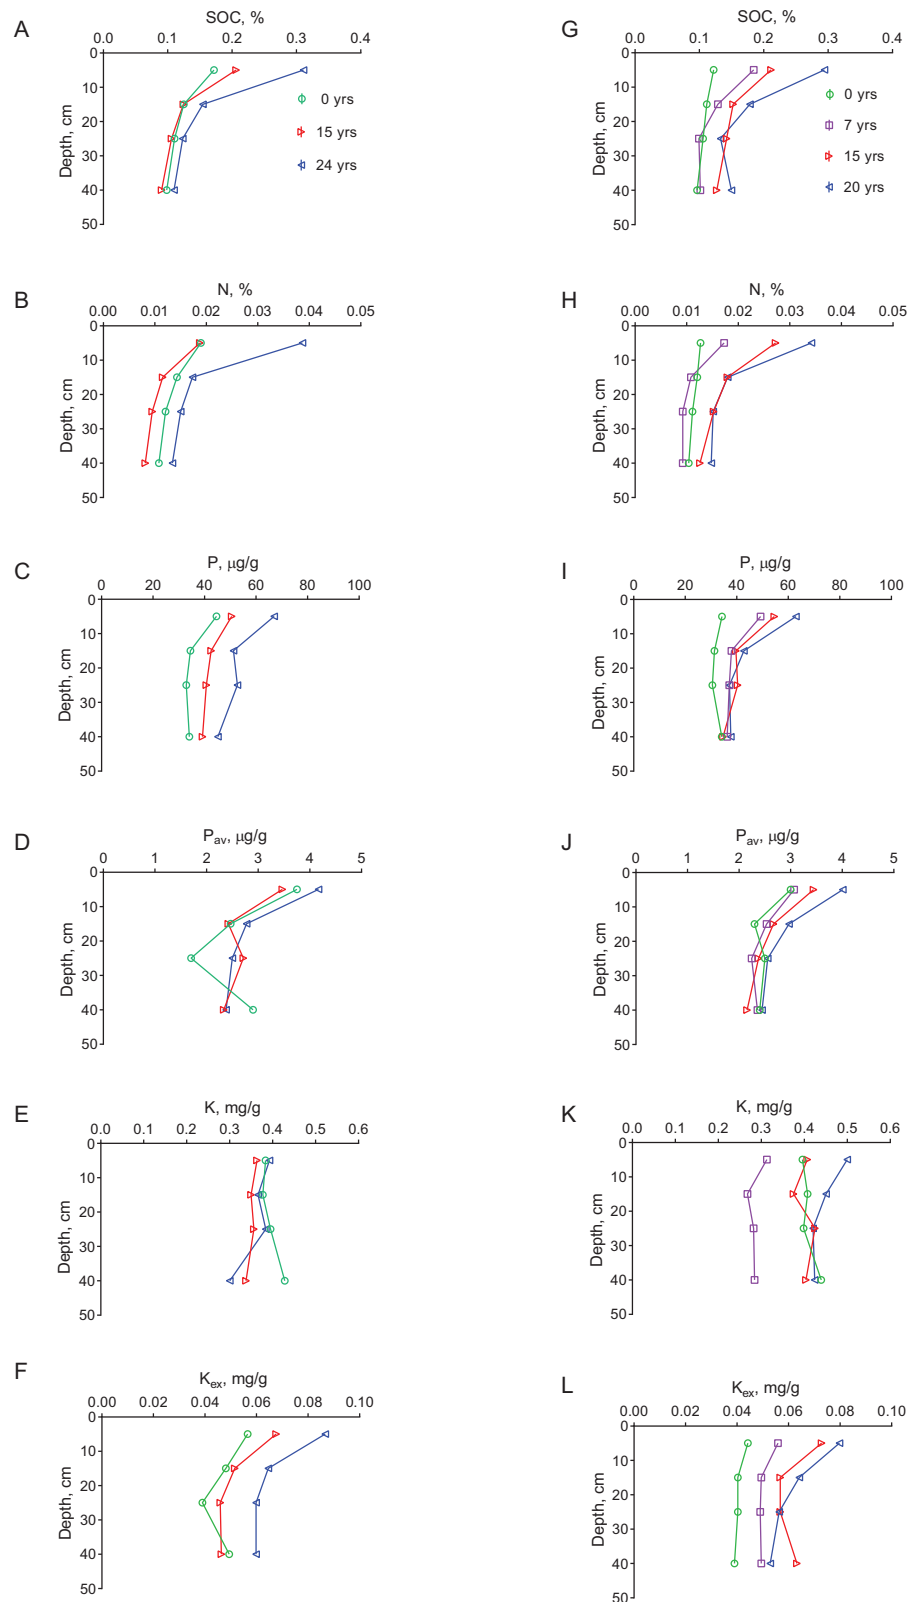 A
SOC, %
0.0 0.1 0.2 0.3 0.4
0
10
20
30
40
50
Depth, cm
0 yrs
15 yrs
24 yrs
G
SOC, %
0.0 0.1 0.2 0.3 0.4
0
10
20
30
40
50
Depth, cm
0 yrs
7 yrs
15 yrs
20 yrs
B
N, %
0.00 0.01 0.02 0.03 0.04 0.05
0
10
20
30
40
50
Depth, cm
H
N, %
0.00 0.01 0.02 0.03 0.04 0.05
0
10
20
30
40
50
Depth, cm
C
P, μg/g
0 20 40 60 80 100
0
10
20
30
40
50
Depth, cm
I
P, μg/g
0 20 40 60 80 100
0
10
20
30
40
50
Depth, cm
D
Pav, μg/g
0 1 2 3 4 5
0
10
20
30
40
50
Depth, cm
J
Pav, μg/g
0 1 2 3 4 5
0
10
20
30
40
50
Depth, cm
E
K, mg/g
0.0 0.1 0.2 0.3 0.4 0.5 0.6
0
10
20
30
40
50
Depth, cm
K
K, mg/g
0.0 0.1 0.2 0.3 0.4 0.5 0.6
0
10
20
30
40
50
Depth, cm
F
Kex, mg/g
0.00 0.02 0.04 0.06 0.08 0.10
0
10
20
30
40
50
Depth, cm
L
Kex, mg/g
0.00 0.02 0.04 0.06 0.08 0.10
0
10
20
30
40
50
Depth, cm